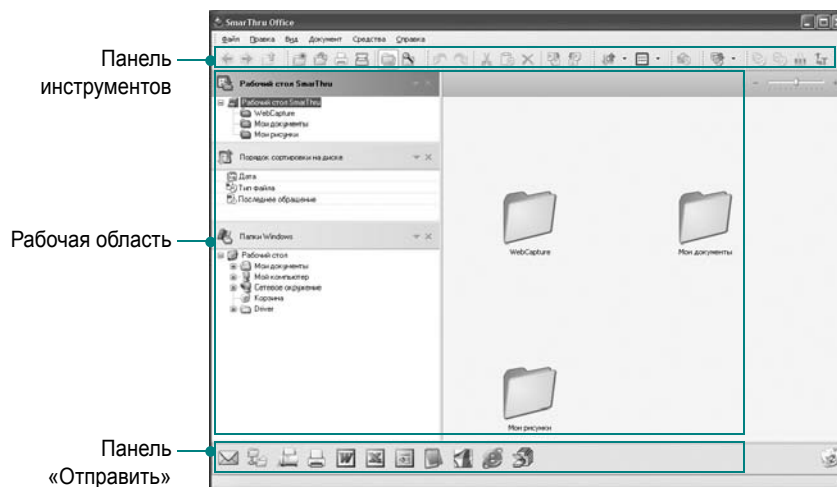 SmarThru Office
Файл Правка Вид Документ Средства Справка
Панель
инструментов
Рабочий стол SmarThru
Рабочий стол SmarThru
WebCapture
Мои документы
Мои рисунки
Порядок сортировки на диске
Дата
Тип файла
Последнее обращение
Рабочая область
Папки Windows
Рабочий стол
Мои документы
Мой компьютер
Сетевое окружение
Корзина
Driver
WebCapture
Мои документы
Мои рисунки
Панель
«Отправить»